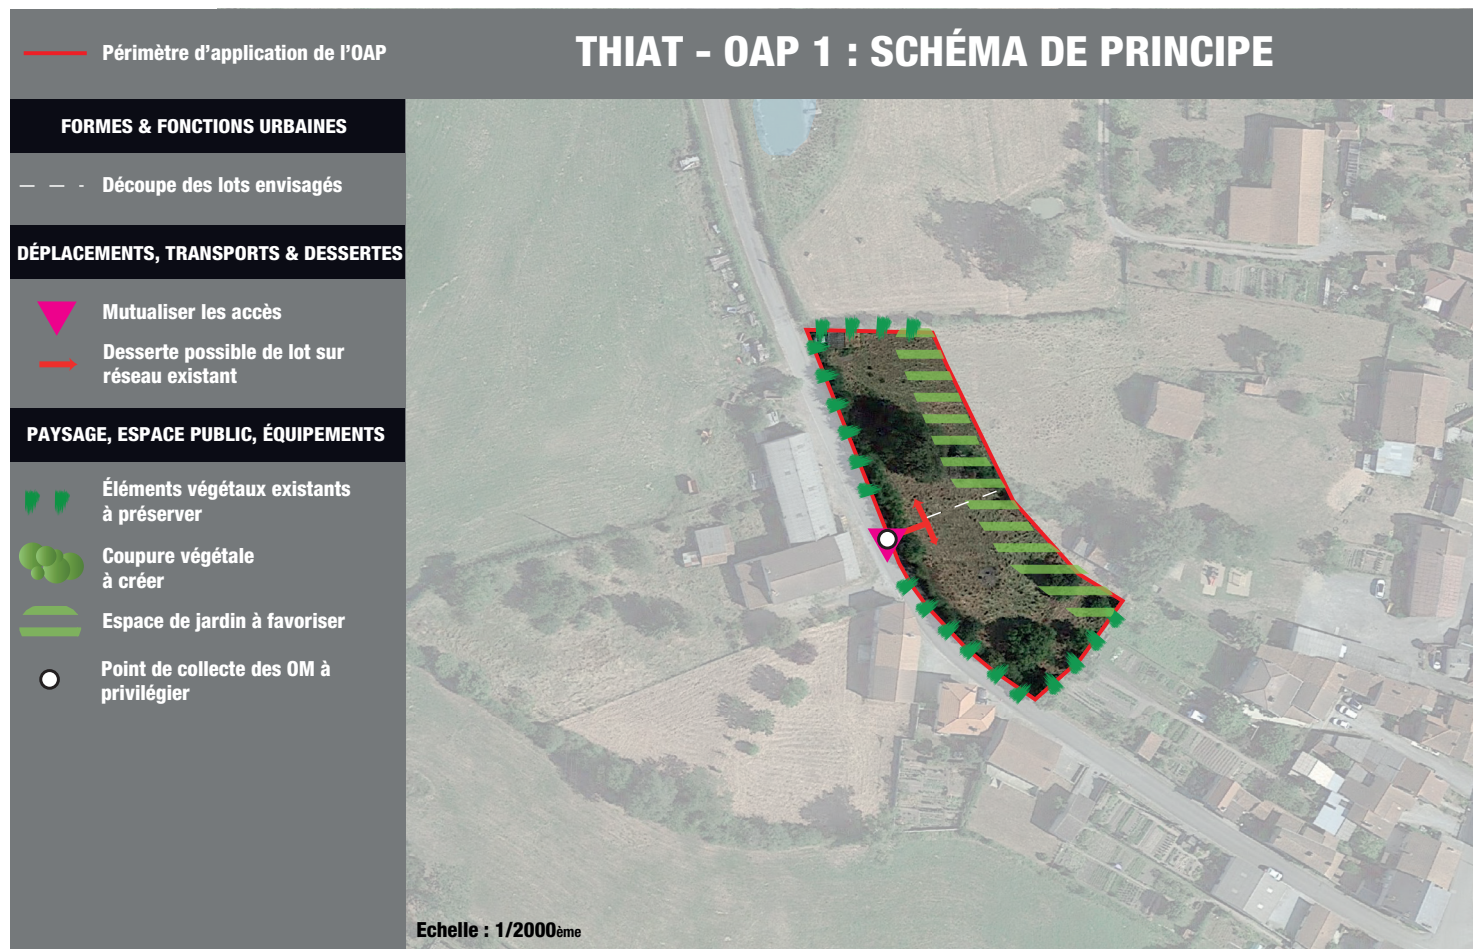 Périmètre d’application de l’OAP
THIAT - OAP 1 : SCHÉMA DE PRINCIPE
FORMES & FONCTIONS URBAINES
Découpe des lots envisagés
DÉPLACEMENTS, TRANSPORTS & DESSERTES
Mutualiser les accès
Desserte possible de lot sur
réseau existant
PAYSAGE, ESPACE PUBLIC, ÉQUIPEMENTS
Éléments végétaux existants
à préserver
Coupure végétale
à créer
Espace de jardin à favoriser
Point de collecte des OM à
privilégier
Echelle : 1/2000ème